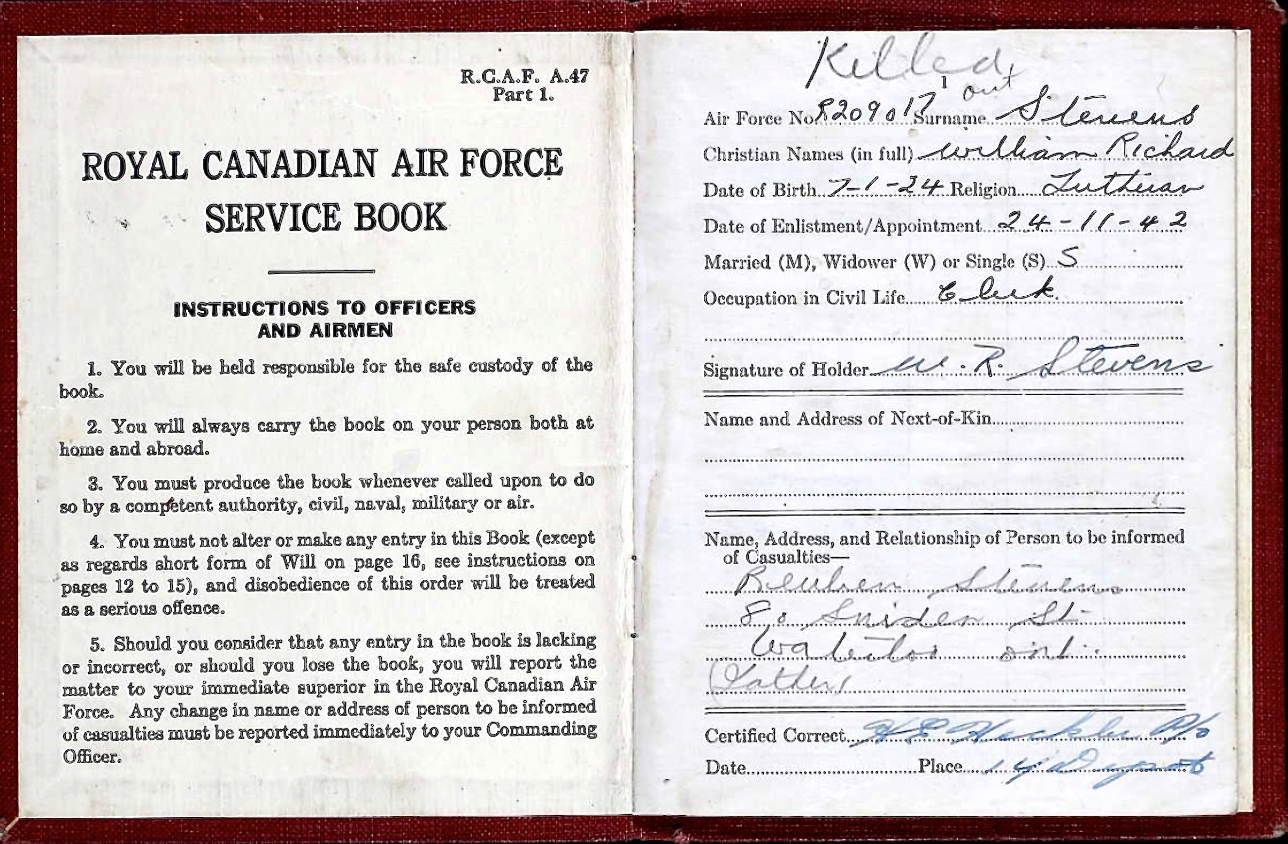 R.C.A.F. A.47
Part 1.
ROYAL CANADIAN AIR FORCE
SERVICE BOOK
INSTRUCTIONS TO OFFICERS
AND AIRMEN
1. You will be held responsible for the safe custody of the
book.
2. You will always carry the book on your person both at
home and abroad.
3. You must produce the book whenever called upon to do
so by a competent authority, civil, naval, military or air.
4. You must not alter or make any entry in this Book (except
as regards short form of Will on page 16, see instructions on
pages 12 to 15), and disobedience of this order will be treated
as a serious offence.
5. Should you consider that any entry in the book is lacking
or incorrect, or should you lose the book, you will report the
matter to your immediate superior in the Royal Canadian Air
Force. Any change in name or address of person to be informed
of casualties must be reported immediately to your Commanding
Officer.
Killed
1
out
Air Force No. R209017 Surname Stevens
Christian Names (in full) William Richard
Date of Birth 7-1-24 Religion Lutheran
Date of Enlistment/Appointment 24-11-42
Married (M), Widower (W) or Single (S) S
Occupation in Civil Life Clerk
Signature of Holder W. R. Stevens
Name and Address of Next-of-Kin
Name, Address, and Relationship of Person to be informed
of Casualties—
Reuben Stevens
80 St
Waterloo Ont.
(Father)
Certified Correct P/O
Date Place Depot